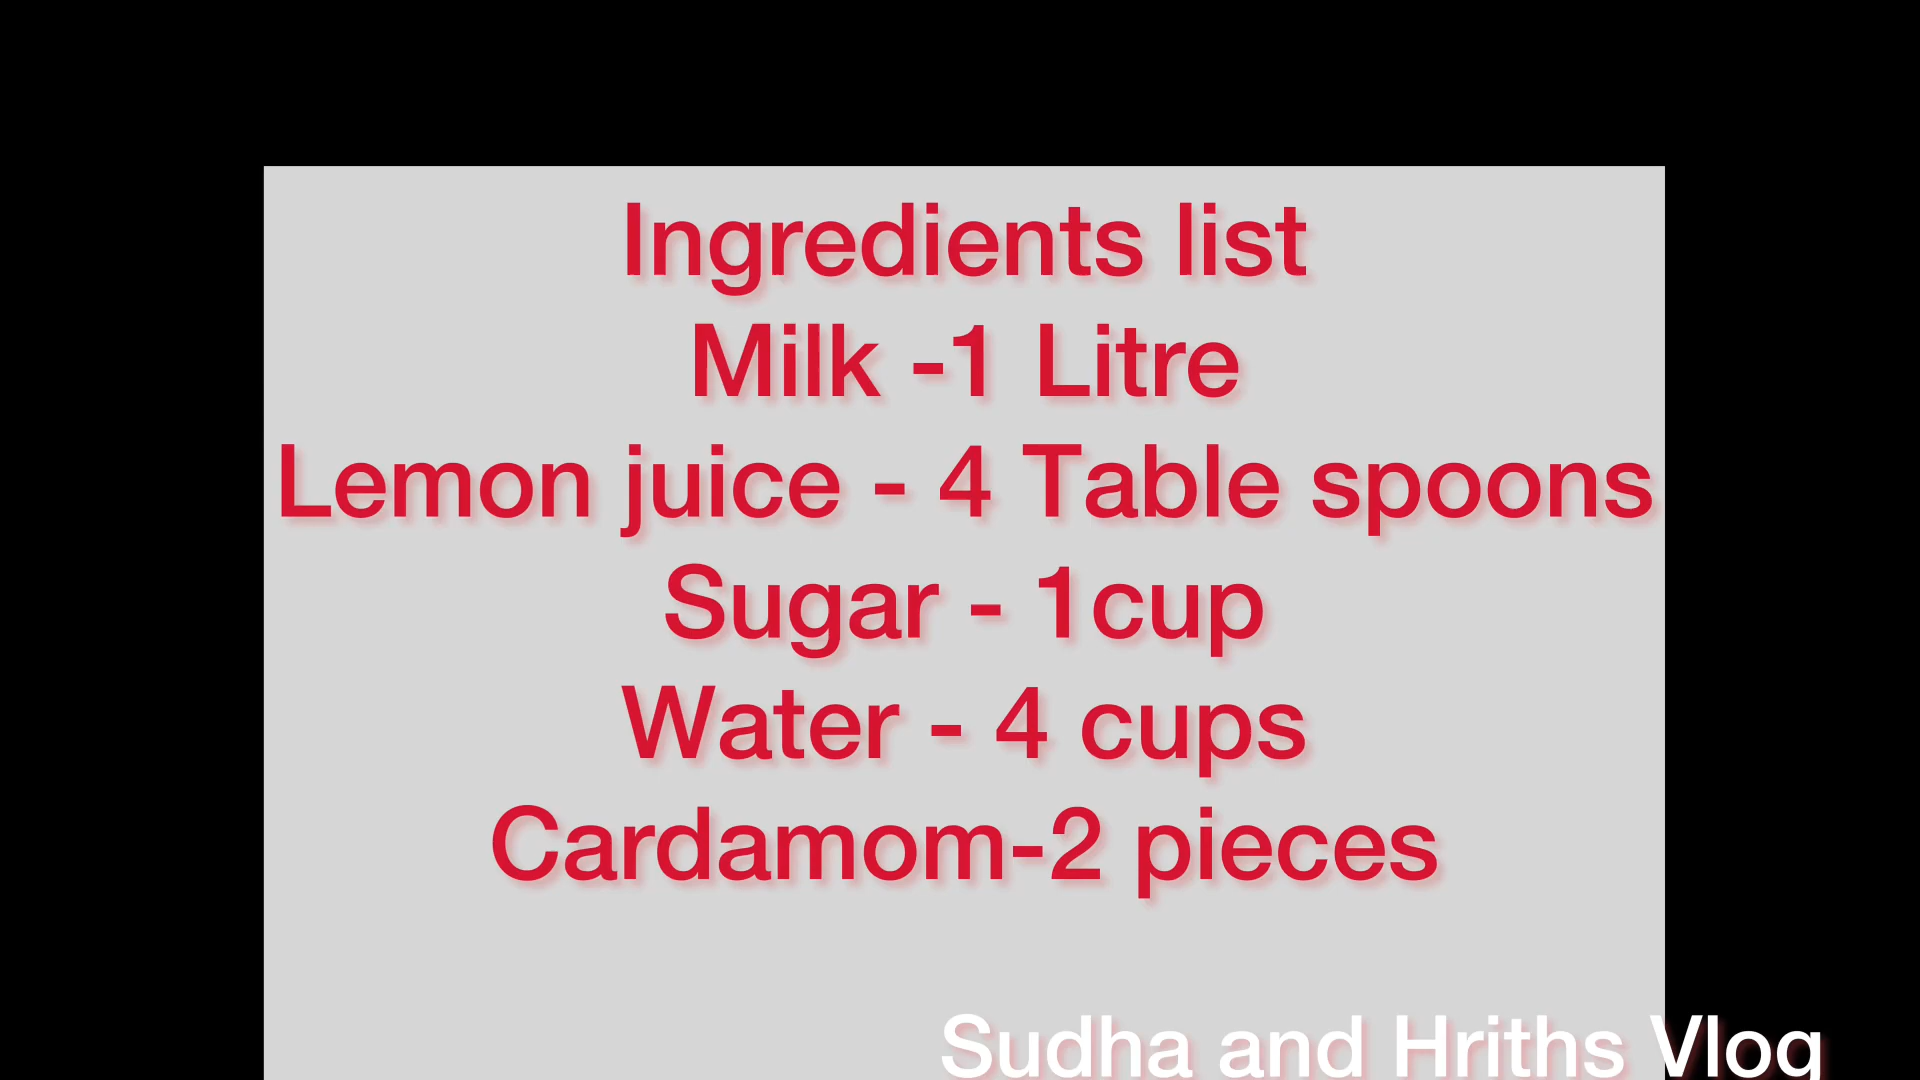 Ingredients list
Milk -1 Litre
Lemon juice - 4 Table spoons
Sugar - 1cup
Water - 4 cups
Cardamom-2 pieces
Sudha and Hriths Vlog